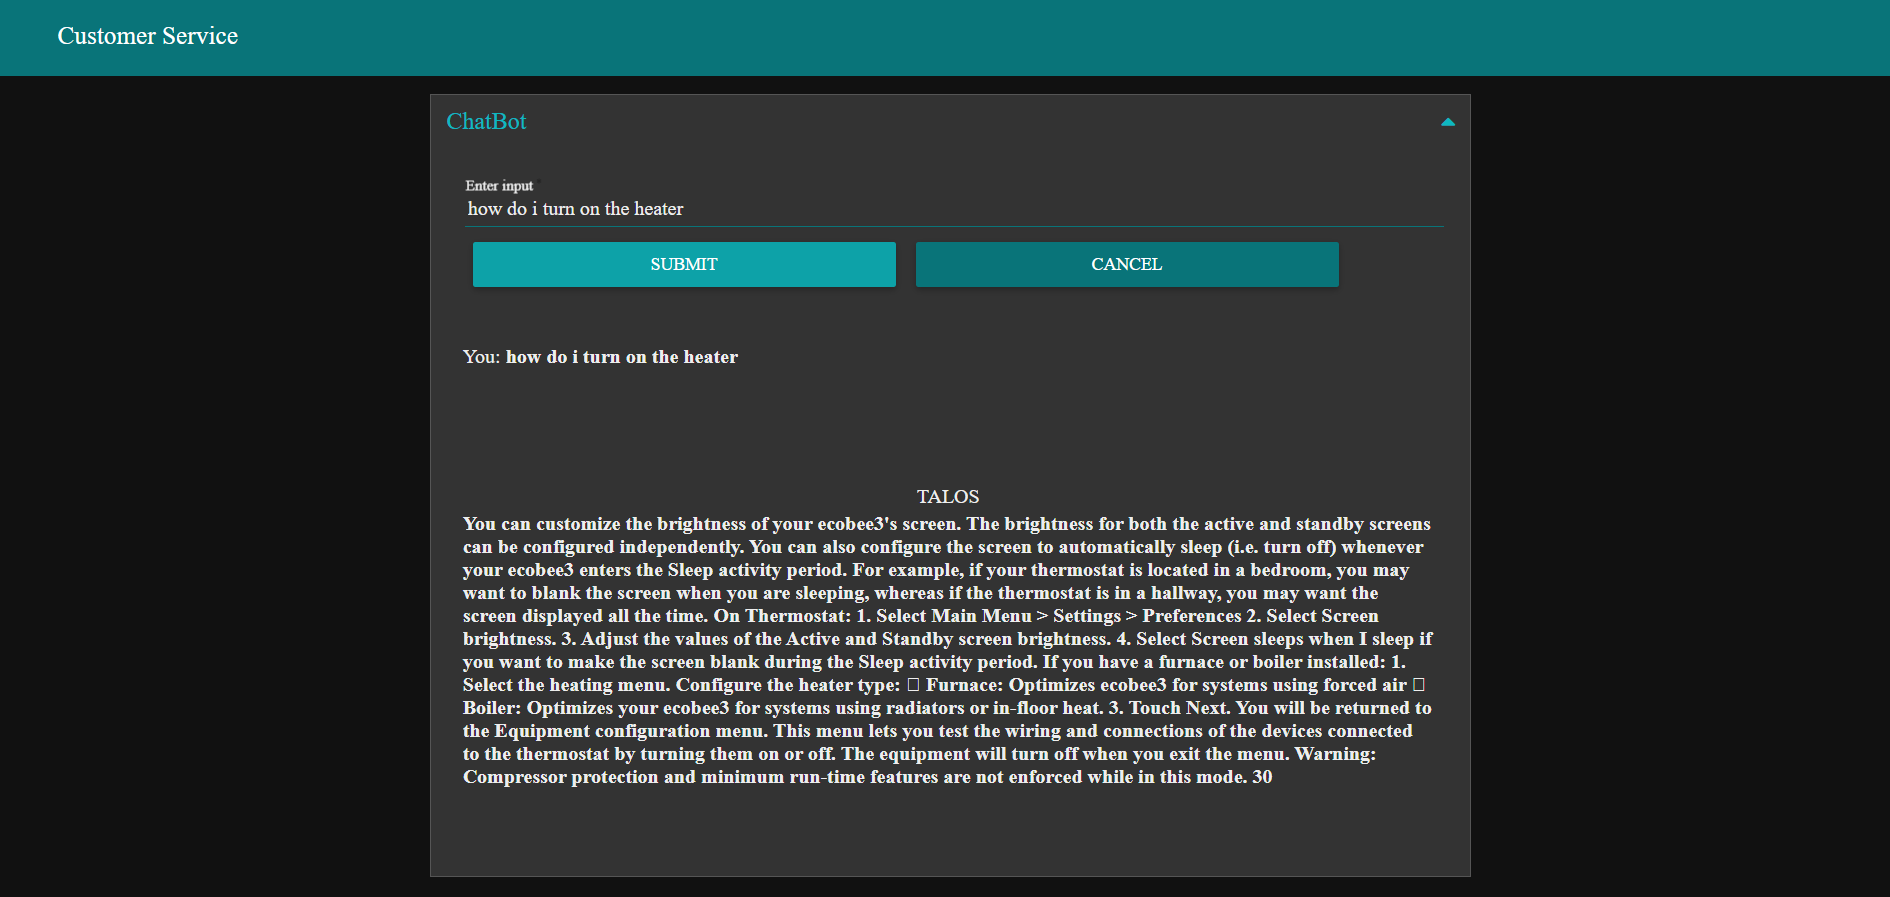 Customer Service
ChatBot
Enter input *
how do i turn on the heater
SUBMIT
CANCEL
You: how do i turn on the heater
TALOS
You can customize the brightness of your ecobee3's screen. The brightness for both the active and standby screens
can be configured independently. You can also configure the screen to automatically sleep (i.e. turn off) whenever
your ecobee3 enters the Sleep activity period. For example, if your thermostat is located in a bedroom, you may
want to blank the screen when you are sleeping, whereas if the thermostat is in a hallway, you may want the
screen displayed all the time. On Thermostat: 1. Select Main Menu > Settings > Preferences 2. Select Screen
brightness. 3. Adjust the values of the Active and Standby screen brightness. 4. Select Screen sleeps when I sleep if
you want to make the screen blank during the Sleep activity period. If you have a furnace or boiler installed: 1.
Select the heating menu. Configure the heater type: □ Furnace: Optimizes ecobee3 for systems using forced air □
Boiler: Optimizes your ecobee3 for systems using radiators or in-floor heat. 3. Touch Next. You will be returned to
the Equipment configuration menu. This menu lets you test the wiring and connections of the devices connected
to the thermostat by turning them on or off. The equipment will turn off when you exit the menu. Warning:
Compressor protection and minimum run-time features are not enforced while in this mode. 30